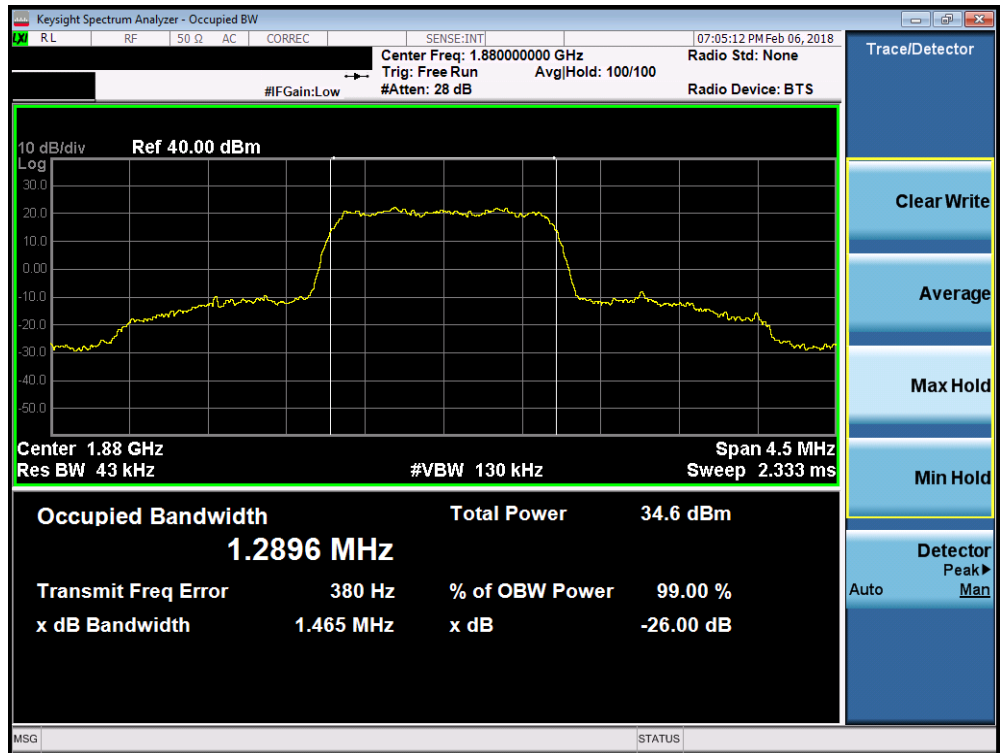 Keysight Spectrum Analyzer - Occupied BW
LXI RL RF 50 Ω AC CORREC SENSE:INT 07:05:12 PM Feb 06, 2018
Center Freq: 1.880000000 GHz Radio Std: None
Trig: Free Run Avg|Hold: 100/100
#IFGain:Low #Atten: 28 dB Radio Device: BTS
10 dB/div Ref 40.00 dBm
Log
30.0
20.0
10.0
0.00
-10.0
-20.0
-30.0
-40.0
-50.0
Center 1.88 GHz Span 4.5 MHz
Res BW 43 kHz #VBW 130 kHz Sweep 2.333 ms
Occupied Bandwidth Total Power 34.6 dBm
1.2896 MHz
Transmit Freq Error 380 Hz % of OBW Power 99.00 %
x dB Bandwidth 1.465 MHz x dB -26.00 dB
MSG STATUS
Trace/Detector
Clear Write
Average
Max Hold
Min Hold
Detector
Peak▶
Auto Man